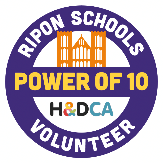 RIPON SCHOOLS
POWER OF 10
H&DCA
VOLUNTEER